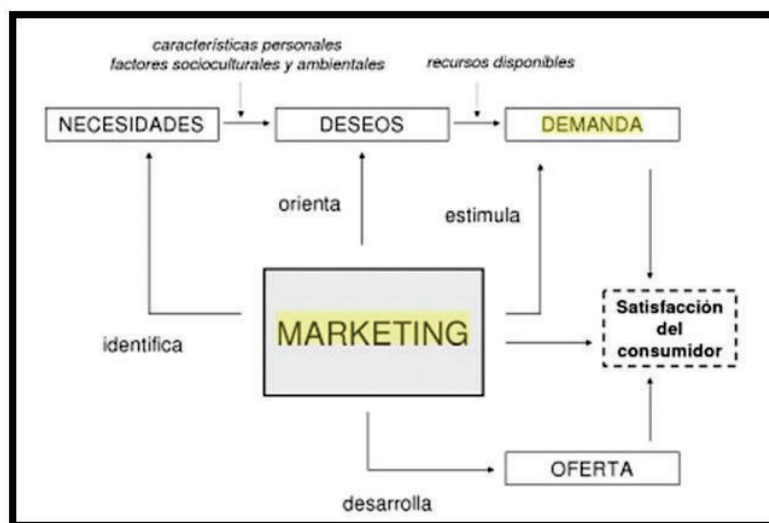 características personales
factores socioculturales y ambientales
recursos disponibles
NECESIDADES
DESEOS
DEMANDA
orienta
estimula
MARKETING
identifica
Satisfacción
del
consumidor
OFERTA
desarrolla